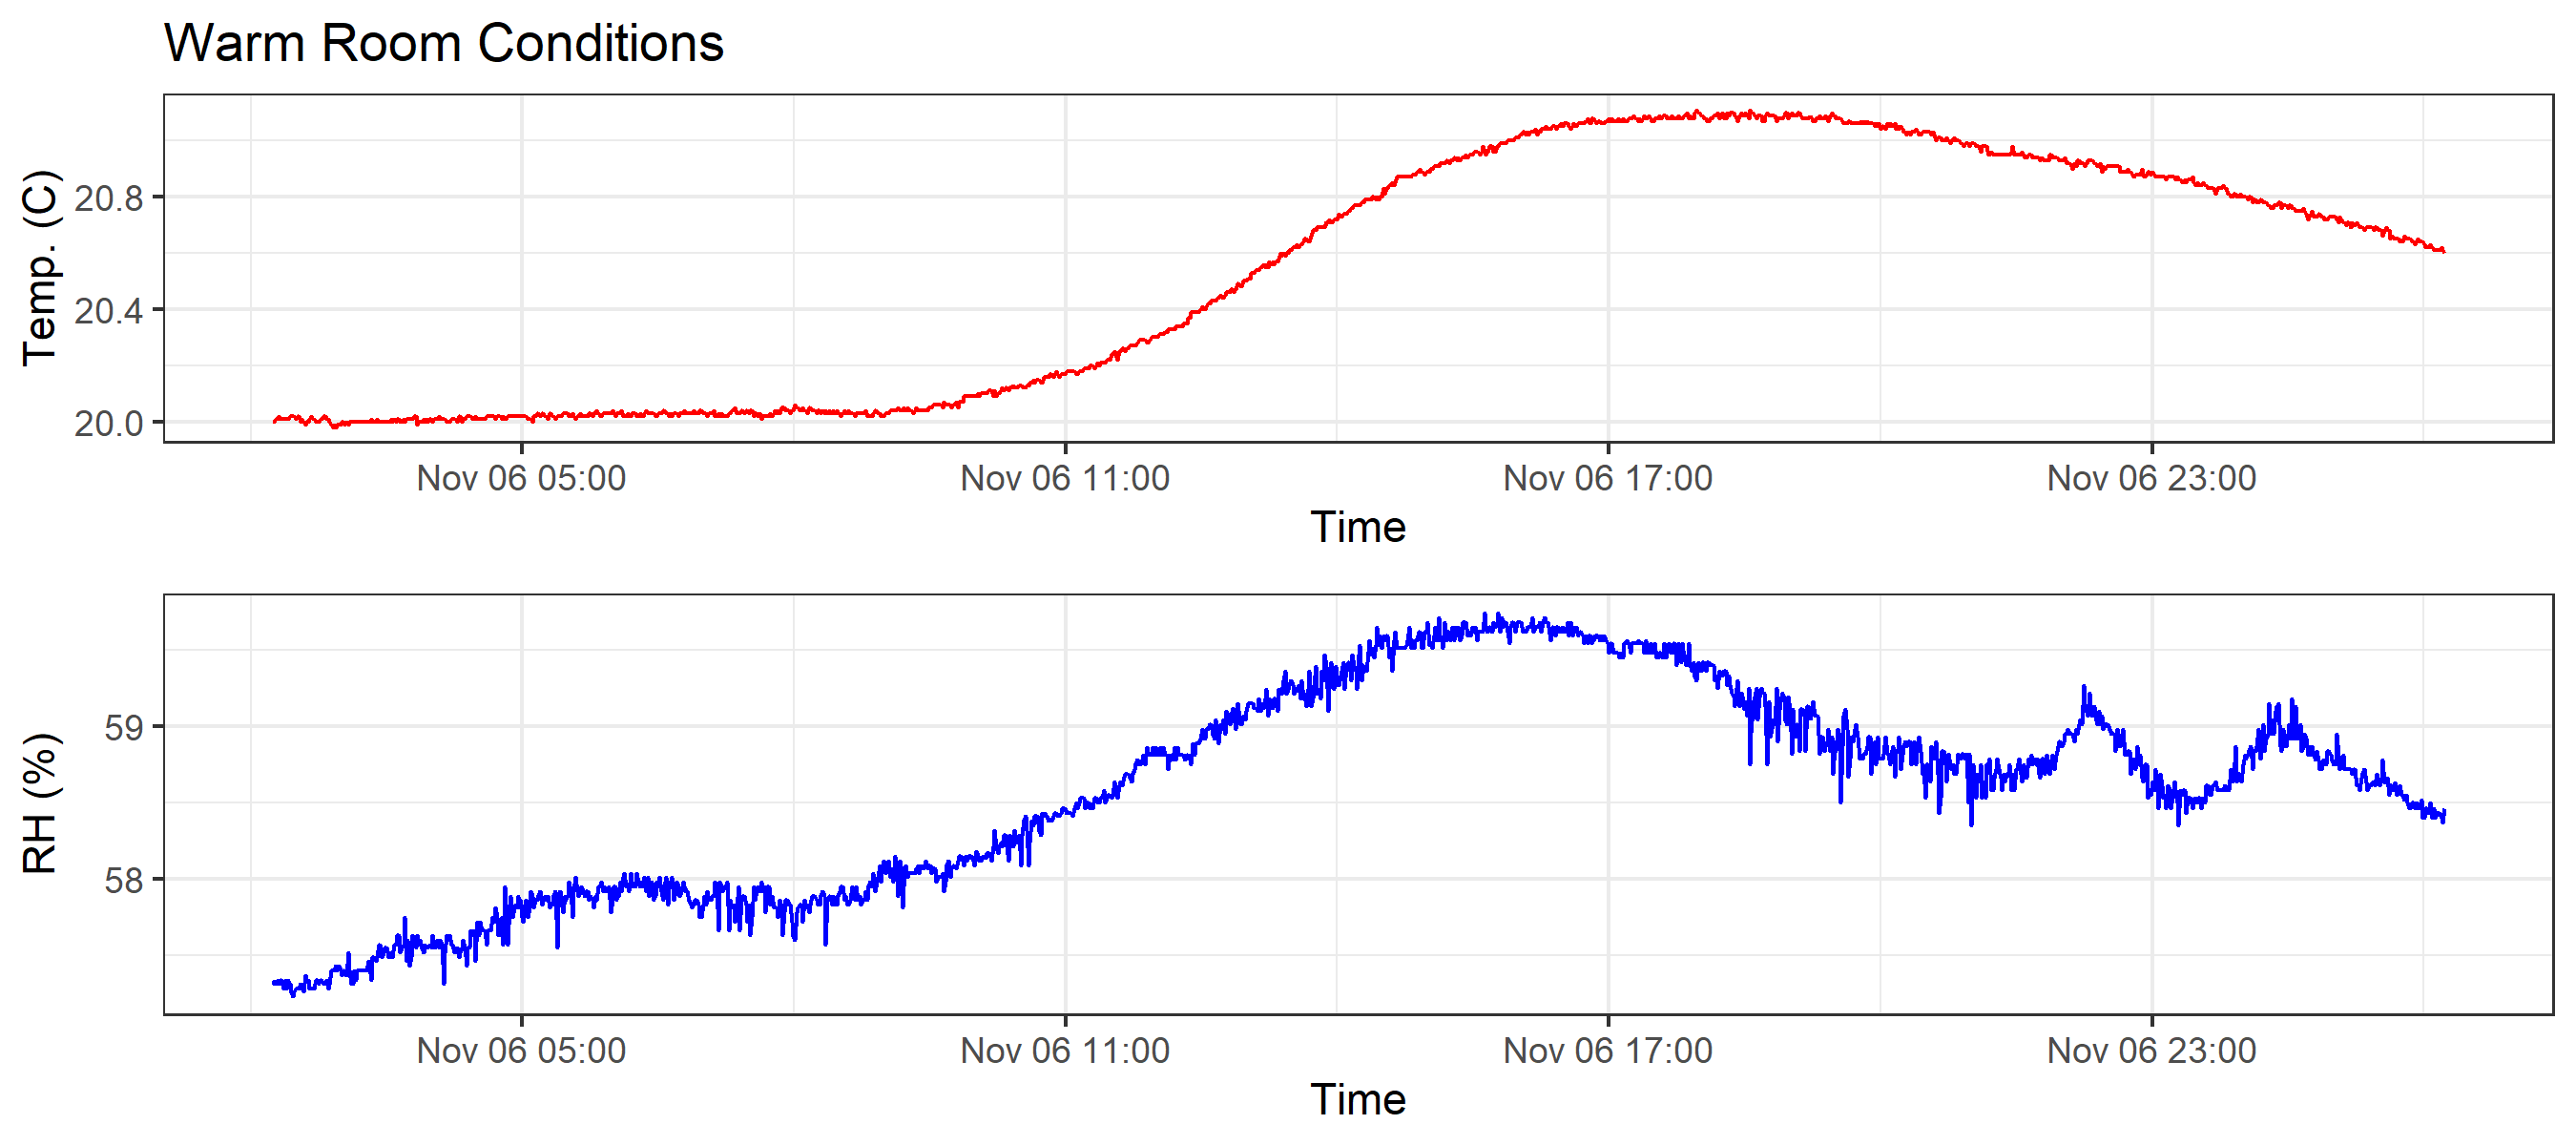 Warm Room Conditions
Temp. (C)
20.8
20.4
20.0
Nov 06 05:00 Nov 06 11:00 Nov 06 17:00 Nov 06 23:00
Time
RH (%)
59
58
Nov 06 05:00 Nov 06 11:00 Nov 06 17:00 Nov 06 23:00
Time